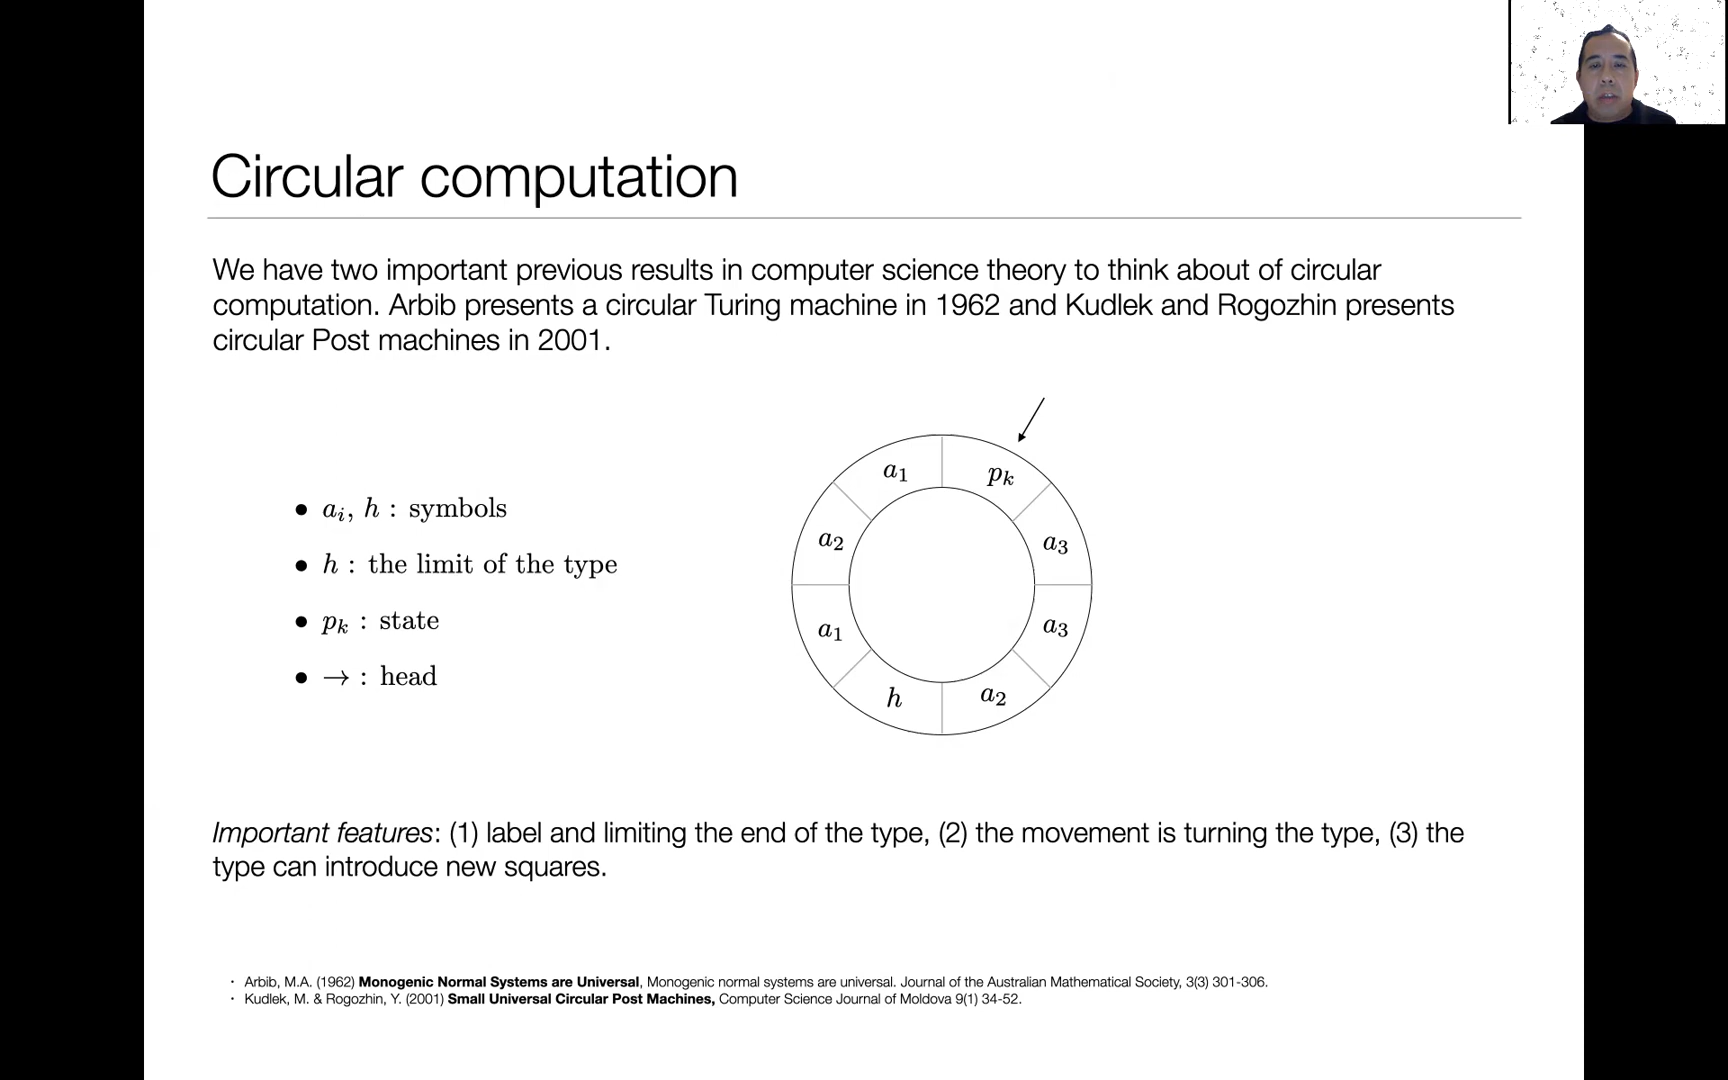 Circular computation
We have two important previous results in computer science theory to think about of circular
computation. Arbib presents a circular Turing machine in 1962 and Kudlek and Rogozhin presents
circular Post machines in 2001.
• aᵢ, h : symbols
• h : the limit of the type
• pₖ : state
• → : head
a₁ pₖ
a₂ a₃
a₁ a₃
h a₂
Important features: (1) label and limiting the end of the type, (2) the movement is turning the type, (3) the
type can introduce new squares.
· Arbib, M.A. (1962) Monogenic Normal Systems are Universal, Monogenic normal systems are universal. Journal of the Australian Mathematical Society, 3(3) 301-306.
· Kudlek, M. & Rogozhin, Y. (2001) Small Universal Circular Post Machines, Computer Science Journal of Moldova 9(1) 34-52.